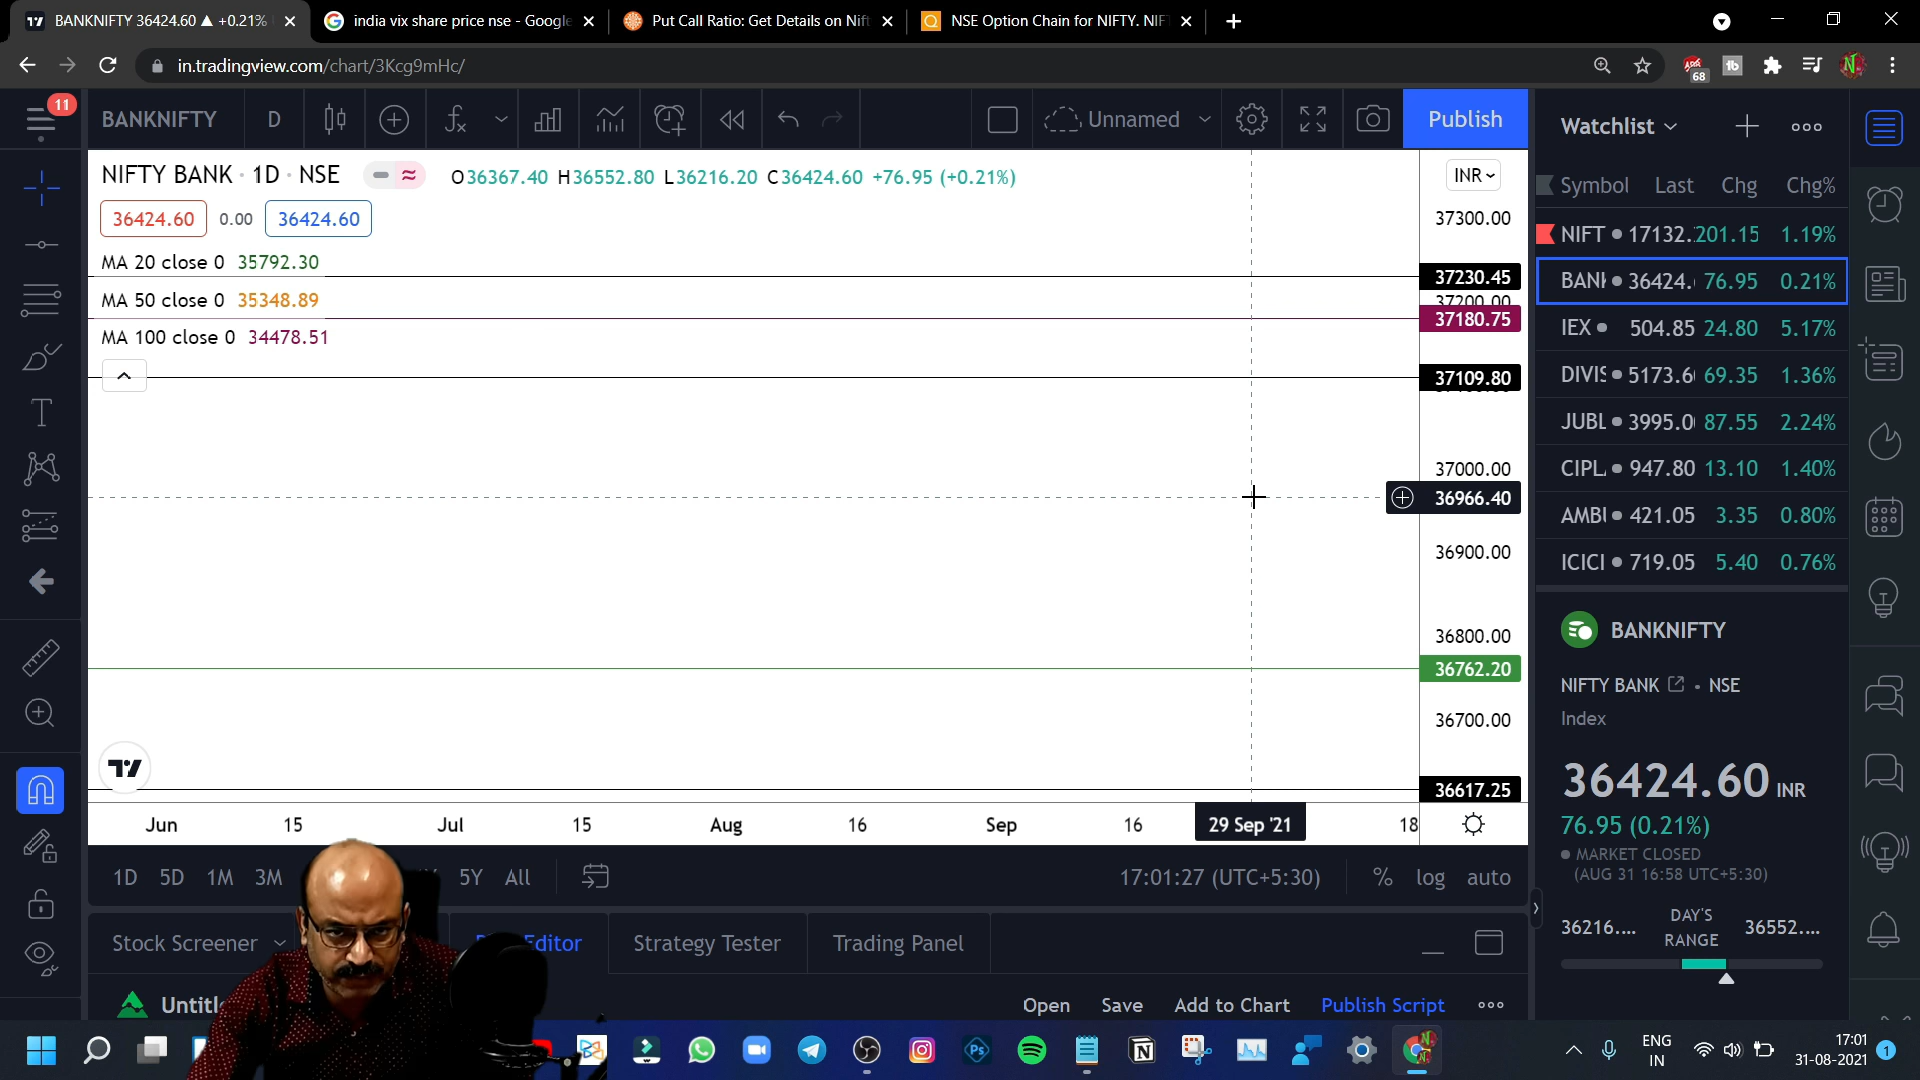 BANKNIFTY 36424.60 ▲ +0.21%
india vix share price nse - Google
Put Call Ratio: Get Details on Nift
NSE Option Chain for NIFTY. NIF
in.tradingview.com/chart/3Kcg9mHc/
68
11
BANKNIFTY
D
Unnamed
Publish
Watchlist
NIFTY BANK · 1D · NSE
O36367.40 H36552.80 L36216.20 C36424.60 +76.95 (+0.21%)
INR
36424.60 0.00 36424.60
MA 20 close 0 35792.30
MA 50 close 0 35348.89
MA 100 close 0 34478.51
37300.00
37230.45
37200.00
37180.75
37109.80
37000.00
36966.40
36900.00
36800.00
36762.20
36700.00
36617.25
Jun 15 Jul 15 Aug 16 Sep 16 29 Sep '21 18
1D 5D 1M 3M 5Y All
17:01:27 (UTC+5:30) % log auto
Stock Screener Editor Strategy Tester Trading Panel
Untitle
Open Save Add to Chart Publish Script
Symbol Last Chg Chg%
NIFT 17132. 201.15 1.19%
BANK 36424. 76.95 0.21%
IEX 504.85 24.80 5.17%
DIVIS 5173.6 69.35 1.36%
JUBL 3995.0 87.55 2.24%
CIPL 947.80 13.10 1.40%
AMBU 421.05 3.35 0.80%
ICICI 719.05 5.40 0.76%
BANKNIFTY
NIFTY BANK · NSE
Index
36424.60 INR
76.95 (0.21%)
MARKET CLOSED
(AUG 31 16:58 UTC+5:30)
36216.... DAY'S RANGE 36552....
Ps
ENG
IN
17:01
31-08-2021
1